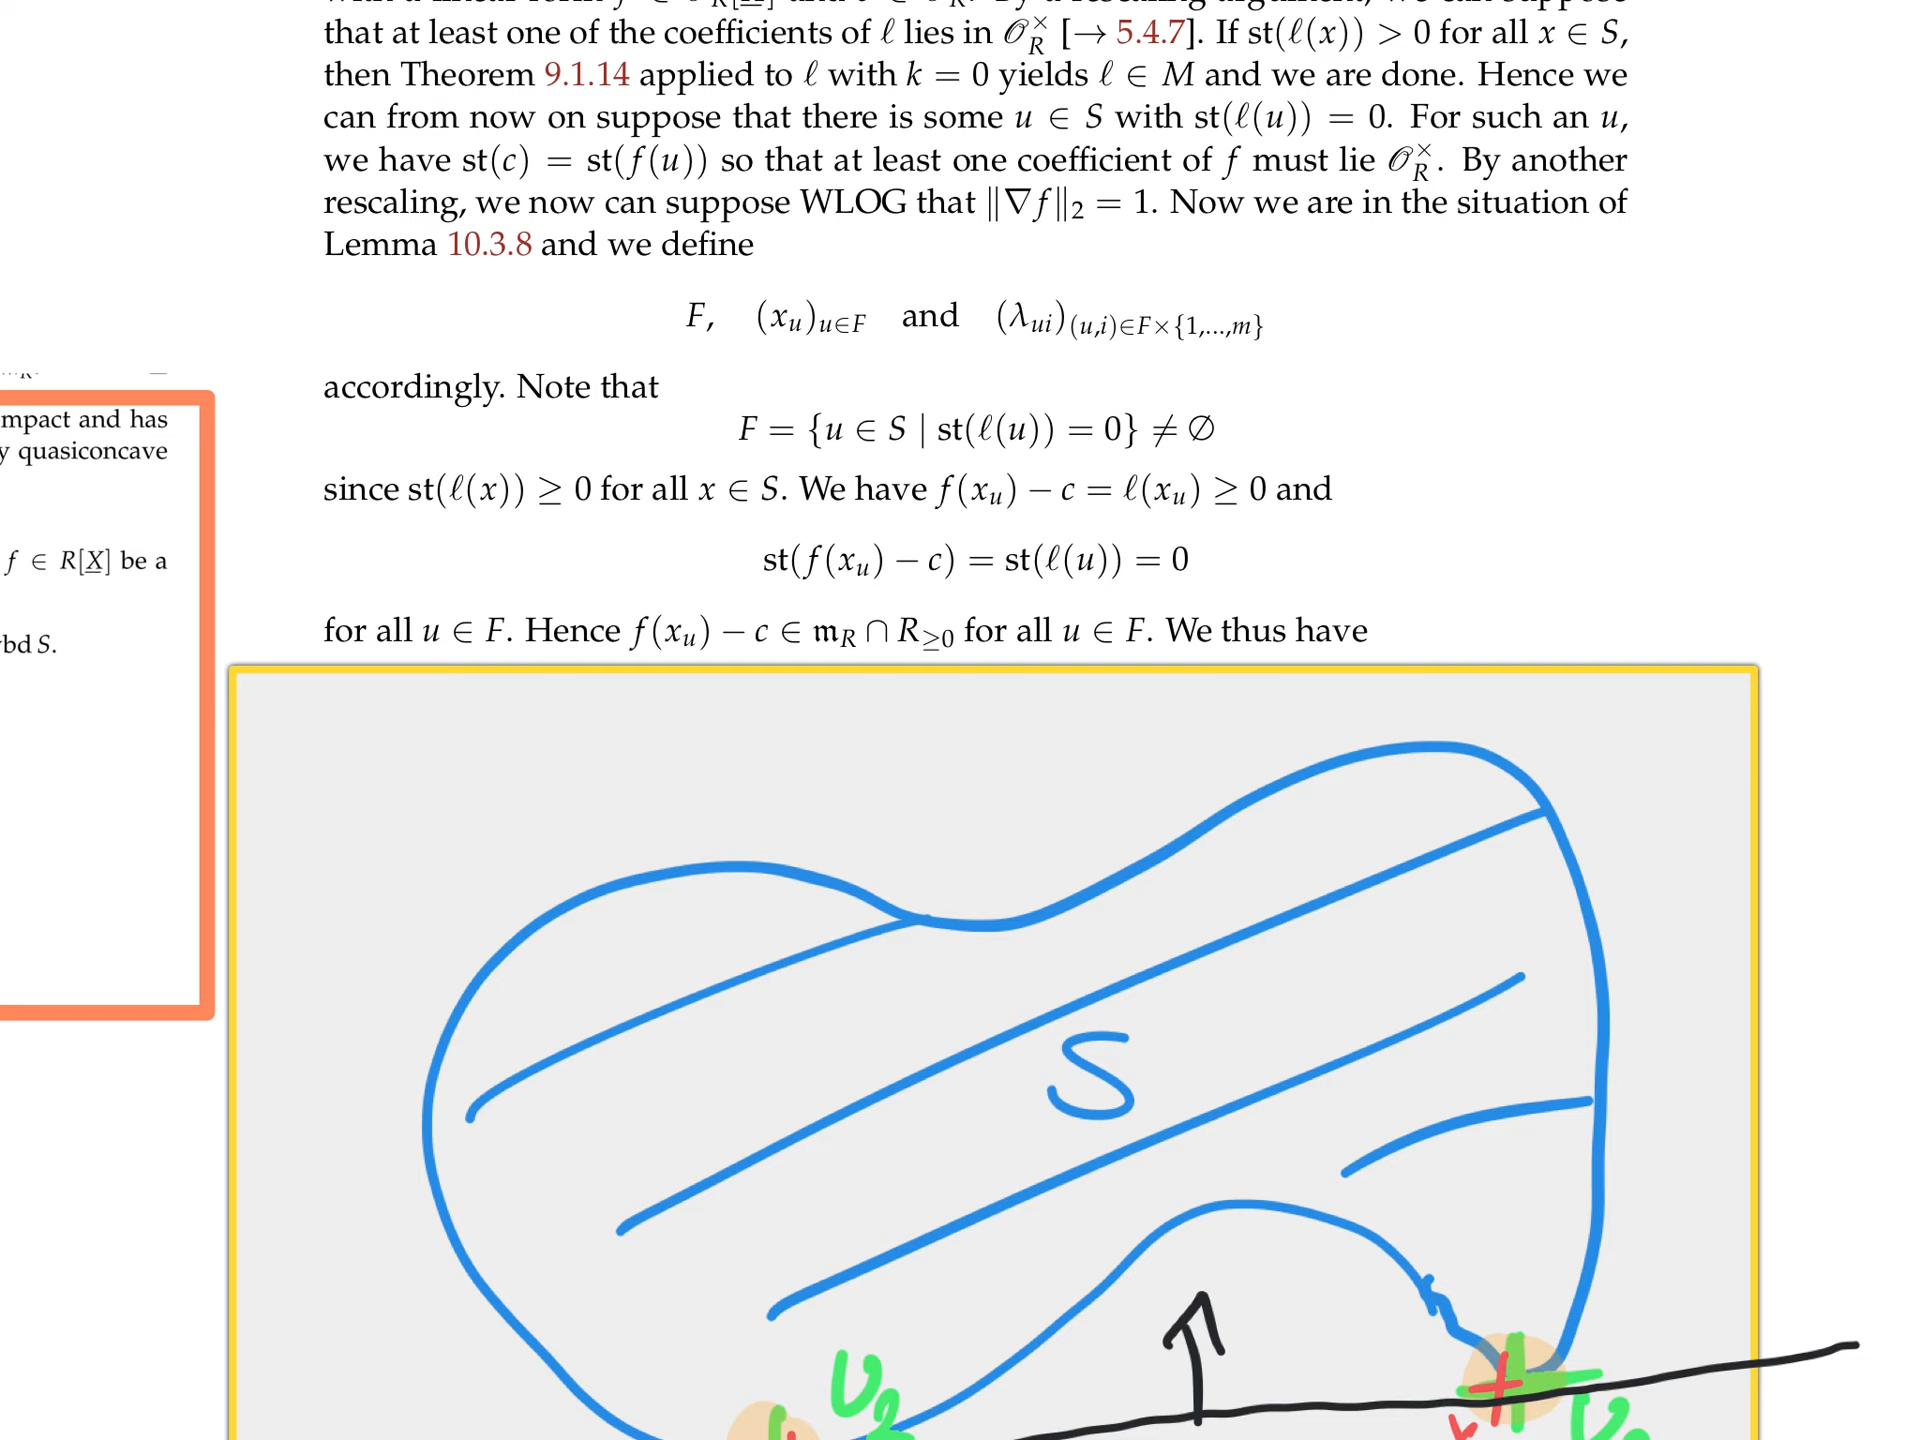 that at least one of the coefficients of ℓ lies in 𝒪_R^× [→ 5.4.7]. If st(ℓ(x)) > 0 for all x ∈ S,
then Theorem 9.1.14 applied to ℓ with k = 0 yields ℓ ∈ M and we are done. Hence we
can from now on suppose that there is some u ∈ S with st(ℓ(u)) = 0. For such an u,
we have st(c) = st(f(u)) so that at least one coefficient of f must lie 𝒪_R^×. By another
rescaling, we now can suppose WLOG that ‖∇f‖₂ = 1. Now we are in the situation of
Lemma 10.3.8 and we define
F, (x_u)_{u∈F} and (λ_{ui})_{(u,i)∈F×{1,...,m}}
accordingly. Note that
F = {u ∈ S | st(ℓ(u)) = 0} ≠ ∅
since st(ℓ(x)) ≥ 0 for all x ∈ S. We have f(x_u) − c = ℓ(x_u) ≥ 0 and
st(f(x_u) − c) = st(ℓ(u)) = 0
for all u ∈ F. Hence f(x_u) − c ∈ 𝔪_R ∩ R_{≥0} for all u ∈ F. We thus have
mpact and has
y quasiconcave
f ∈ R[X] be a
bd S.
S